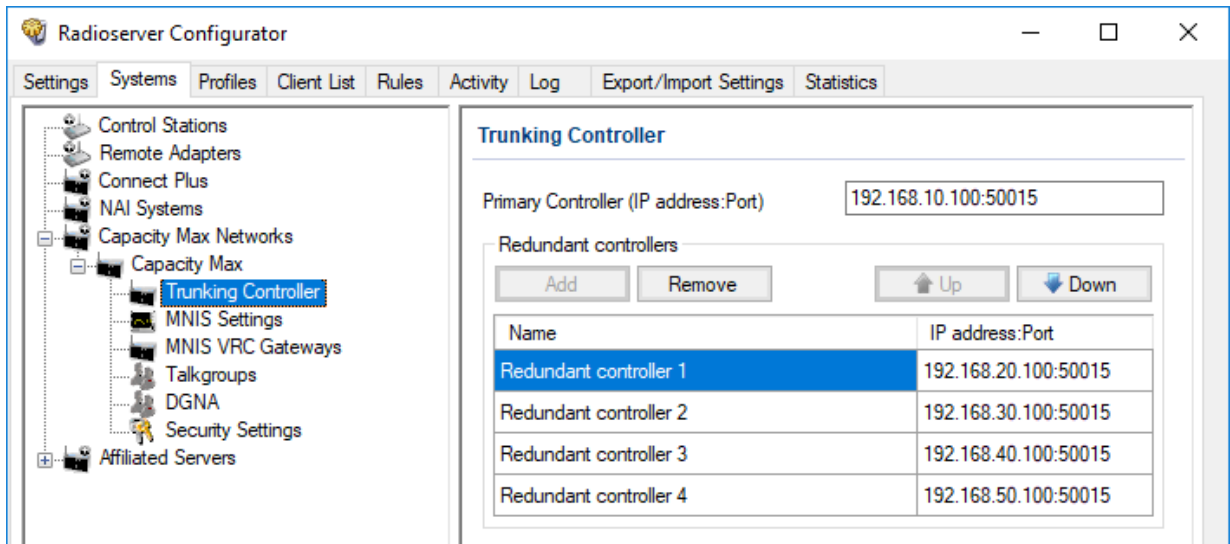 Radioserver Configurator
Settings Systems Profiles Client List Rules Activity Log Export/Import Settings Statistics
Control Stations
Remote Adapters
Connect Plus
NAI Systems
Capacity Max Networks
Capacity Max
Trunking Controller
MNIS Settings
MNIS VRC Gateways
Talkgroups
DGNA
Security Settings
Affiliated Servers
Trunking Controller
Primary Controller (IP address:Port) 192.168.10.100:50015
Redundant controllers
Add Remove Up Down
Name IP address:Port
Redundant controller 1 192.168.20.100:50015
Redundant controller 2 192.168.30.100:50015
Redundant controller 3 192.168.40.100:50015
Redundant controller 4 192.168.50.100:50015